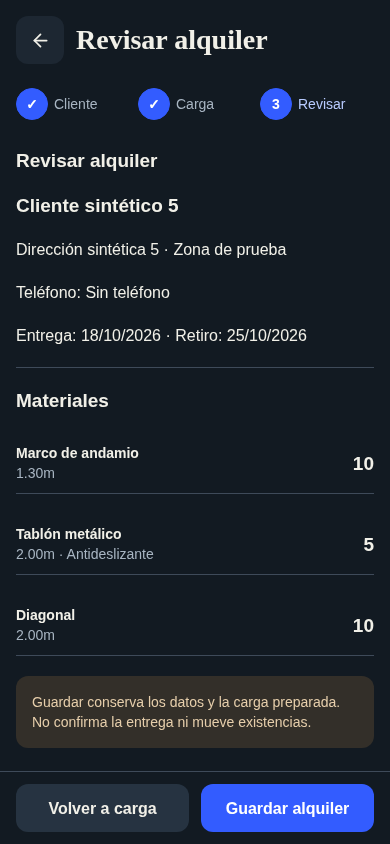 Revisar alquiler
✓ Cliente ✓ Carga 3 Revisar
Revisar alquiler
Cliente sintético 5
Dirección sintética 5 · Zona de prueba
Teléfono: Sin teléfono
Entrega: 18/10/2026 · Retiro: 25/10/2026
Materiales
Marco de andamio
1.30m
10
Tablón metálico
2.00m · Antideslizante
5
Diagonal
2.00m
10
Guardar conserva los datos y la carga preparada.
No confirma la entrega ni mueve existencias.
Volver a carga Guardar alquiler